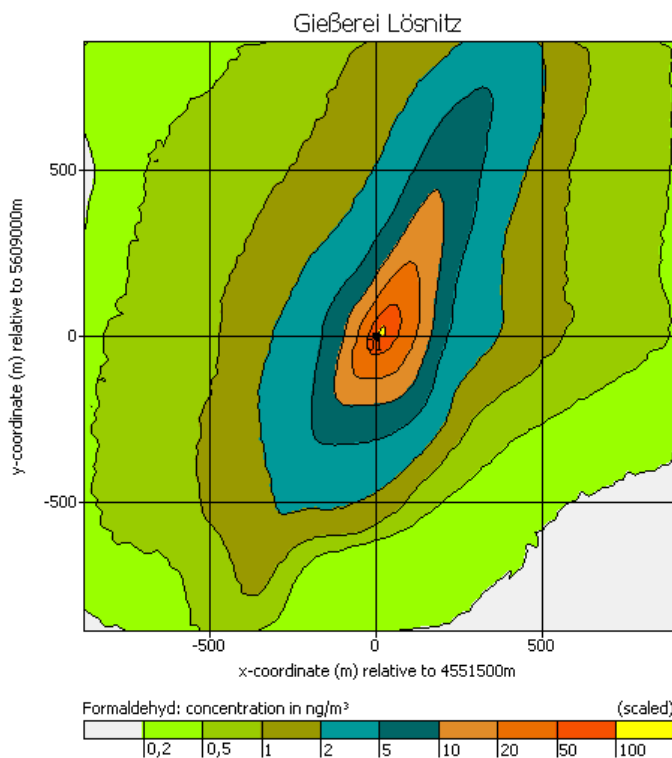 Gießerei Lösnitz
y-coordinate (m) relative to 5609000m
500
0
-500
-500 0 500
x-coordinate (m) relative to 4551500m
Formaldehyd: concentration in ng/m³ (scaled)
0,2 0,5 1 2 5 10 20 50 100